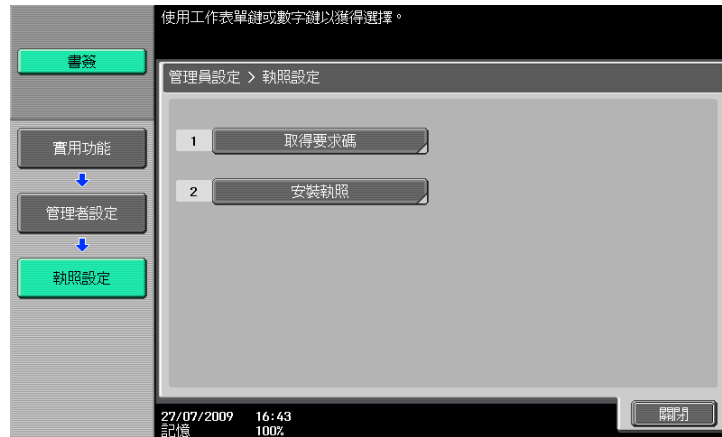 使用工作表單鍵或數字鍵以獲得選擇。
書簽
管理員設定 > 執照設定
實用功能
管理者設定
執照設定
1 取得要求碼
2 安裝執照
27/07/2009 16:43
記憶 100%
關閉